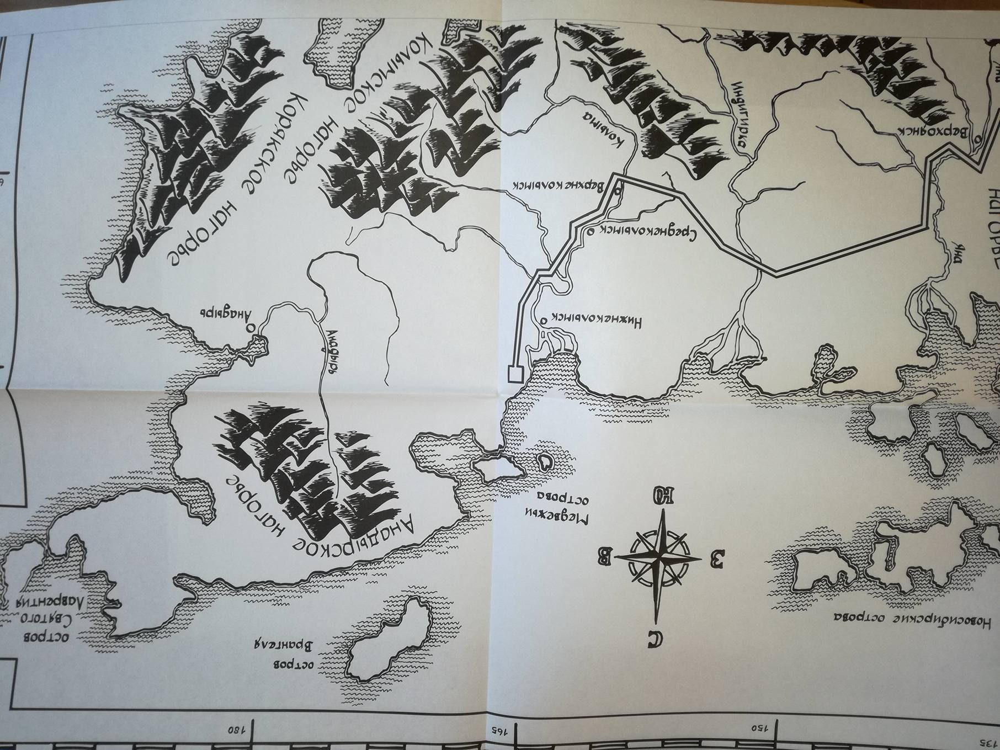 135
150
165
180
остров
Врангеля
остров
Святого
Лаврентия
Новосибирские острова
С
З
В
Ю
Медвежьи
острова
Анадырское нагорье
Анадырь
Анадырь
Нижнеколымск
Яна
нагорье
Среднеколымск
Верхнеколымск
Корякское нагорье
Верхоянск
Индигирка
Колыма
Колымское нагорье